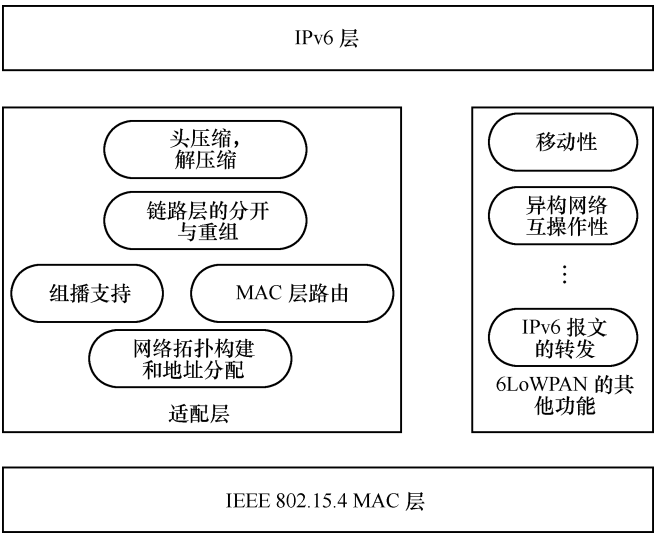 IPv6 层
头压缩，
解压缩
链路层的分开
与重组
组播支持
MAC 层路由
网络拓扑构建
和地址分配
适配层
移动性
异构网络
互操作性
⋮
IPv6 报文
的转发
6LoWPAN 的其
他功能
IEEE 802.15.4 MAC 层